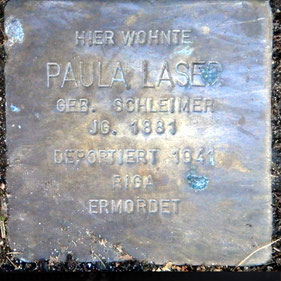 HIER WOHNTE
PAULA LASER
GEB. SCHLEIMER
JG. 1881
DEPORTIERT 1941
RIGA
ERMORDET